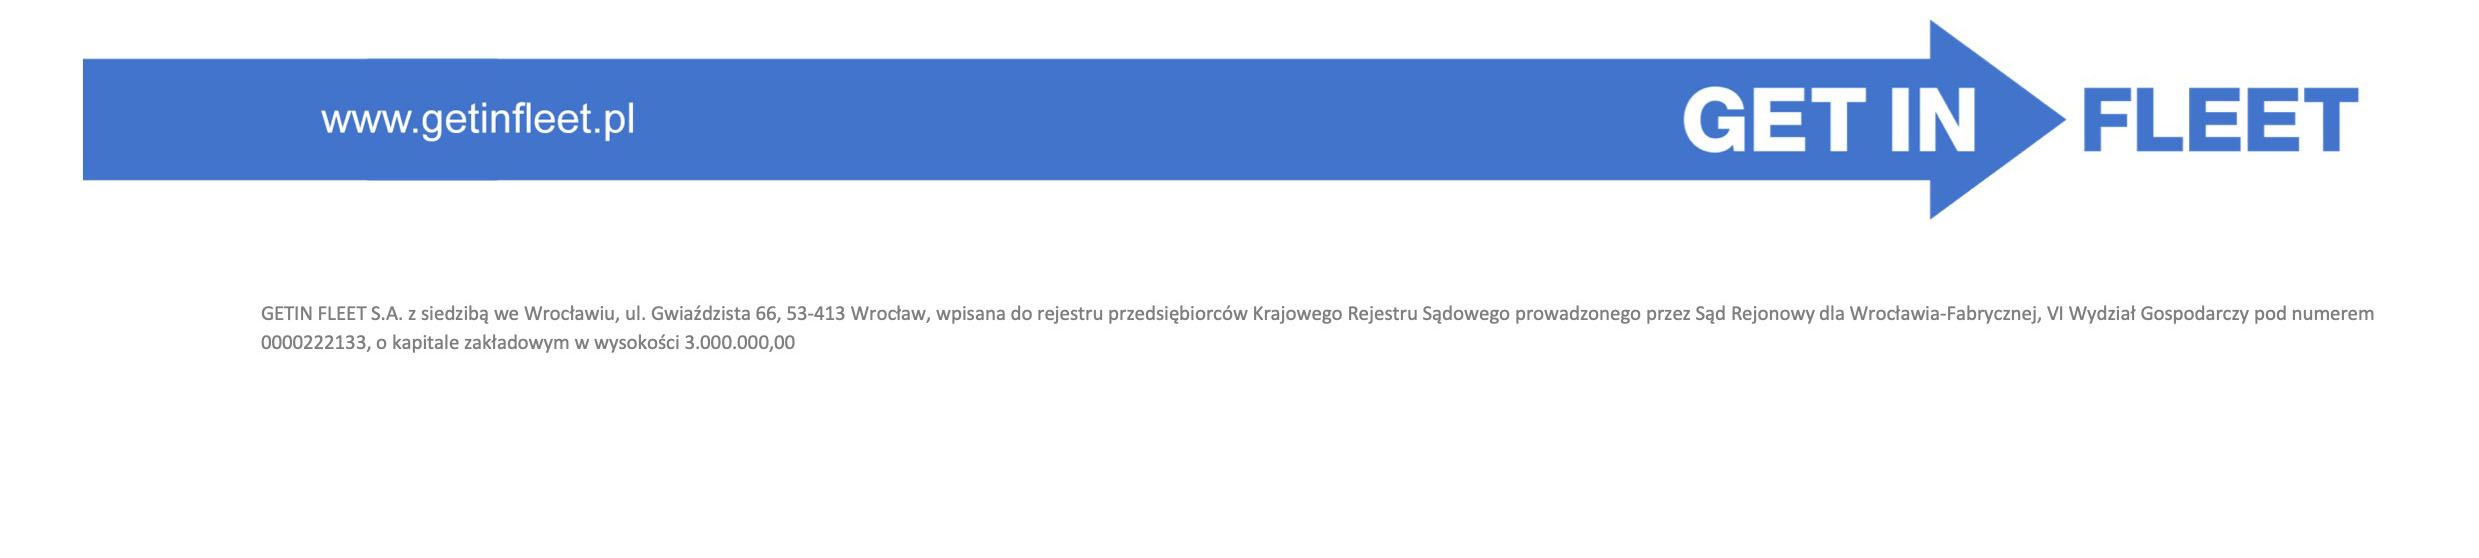 www.getinfleet.pl GET IN FLEET
GETIN FLEET S.A. z siedzibą we Wrocławiu, ul. Gwiaździsta 66, 53-413 Wrocław, wpisana do rejestru przedsiębiorców Krajowego Rejestru Sądowego prowadzonego przez Sąd Rejonowy dla Wrocławia-Fabrycznej, VI Wydział Gospodarczy pod numerem
0000222133, o kapitale zakładowym w wysokości 3.000.000,00